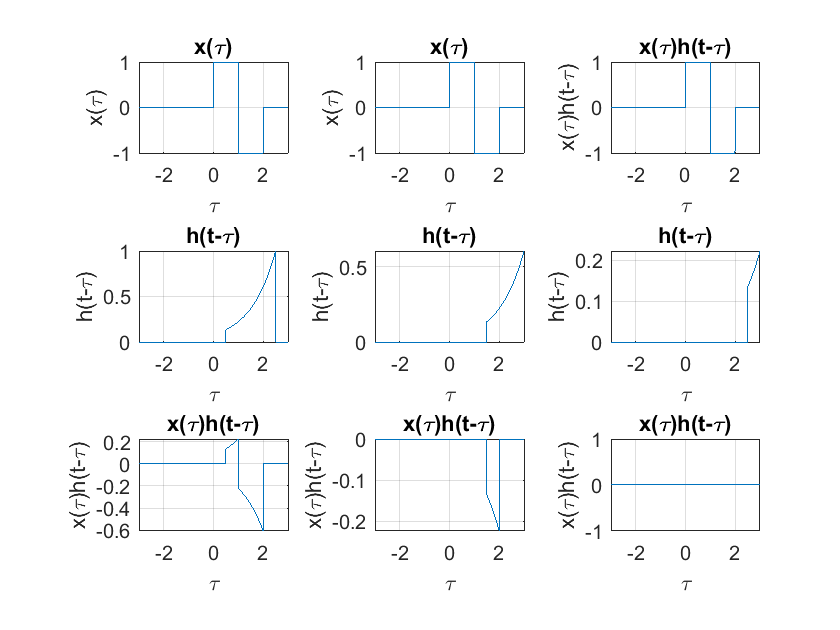 x(τ) x(τ) x(τ)h(t-τ)
x(τ) 1 0 -1 -2 0 2 τ
x(τ) 1 0 -1 -2 0 2 τ
x(τ)h(t-τ) 1 0 -1 -2 0 2 τ
h(t-τ) h(t-τ) h(t-τ)
h(t-τ) 1 0.5 0 -2 0 2 τ
h(t-τ) 0.5 0 -2 0 2 τ
h(t-τ) 0.2 0.1 0 -2 0 2 τ
x(τ)h(t-τ) x(τ)h(t-τ) x(τ)h(t-τ)
x(τ)h(t-τ) 0.2 0 -0.2 -0.4 -0.6 -2 0 2 τ
x(τ)h(t-τ) 0 -0.1 -0.2 -2 0 2 τ
x(τ)h(t-τ) 1 0 -1 -2 0 2 τ